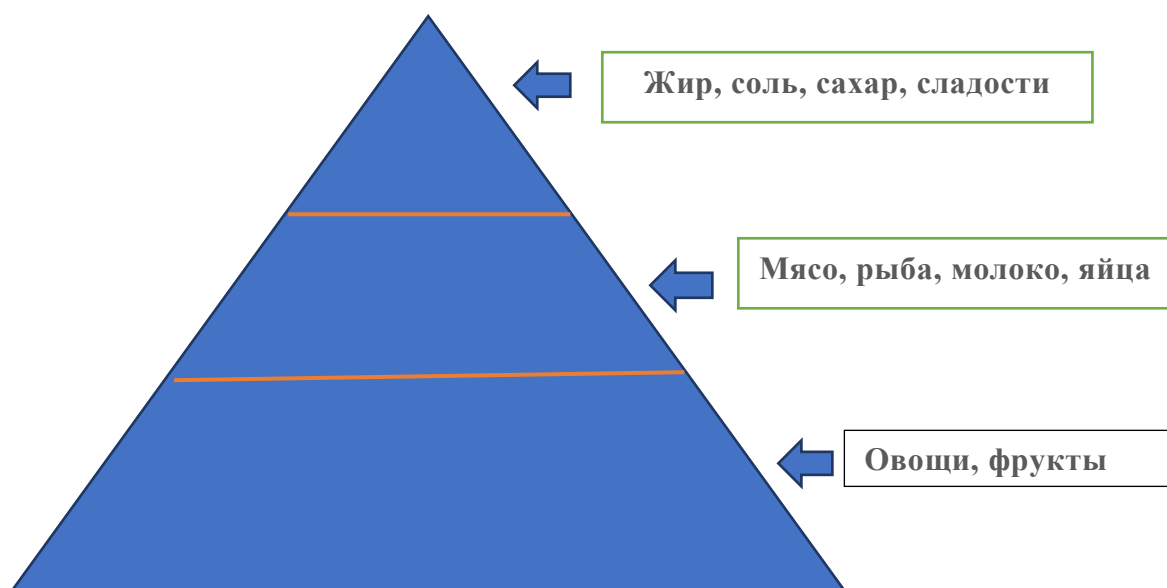 Жир, соль, сахар, сладости
Мясо, рыба, молоко, яйца
Овощи, фрукты